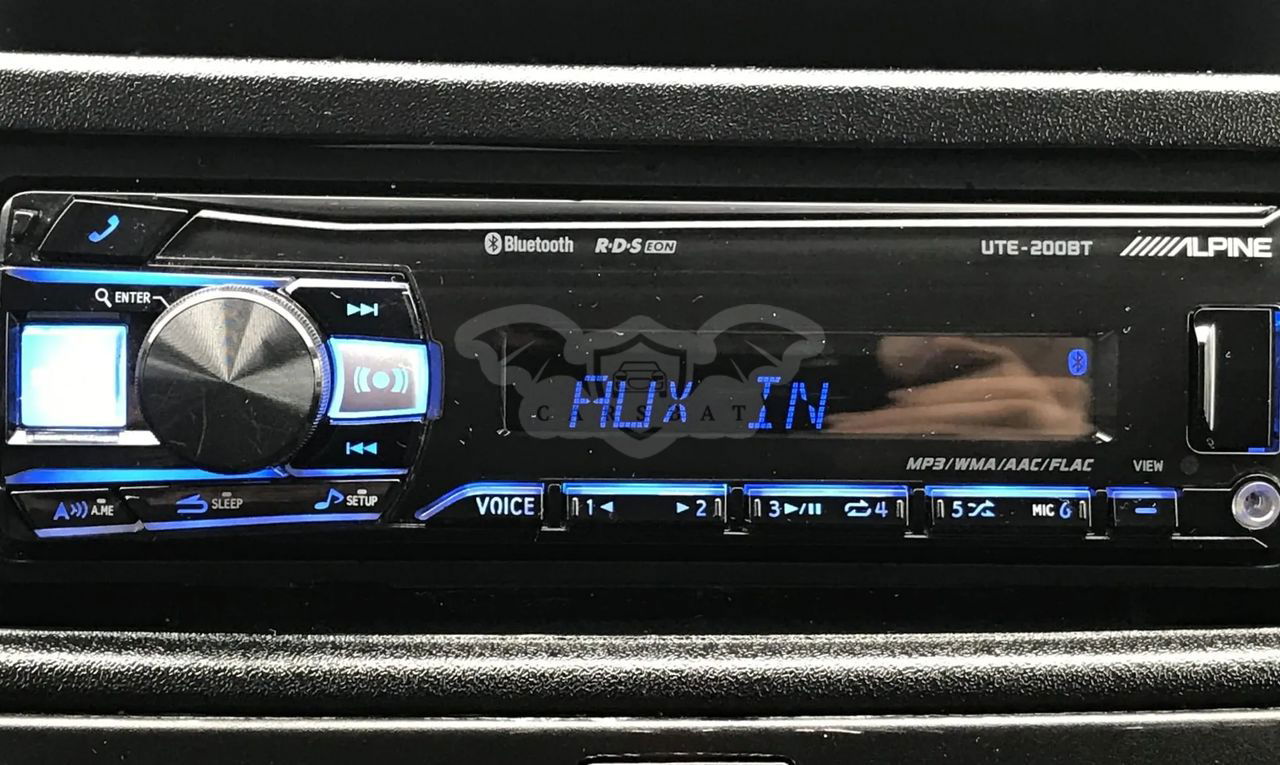 Bluetooth R·D·S EON UTE-200BT ALPINE
ENTER
AUX IN
CARSBAT
MP3/WMA/AAC/FLAC VIEW
A.ME SLEEP SETUP
VOICE 1 2 3 4 5 MIC 6